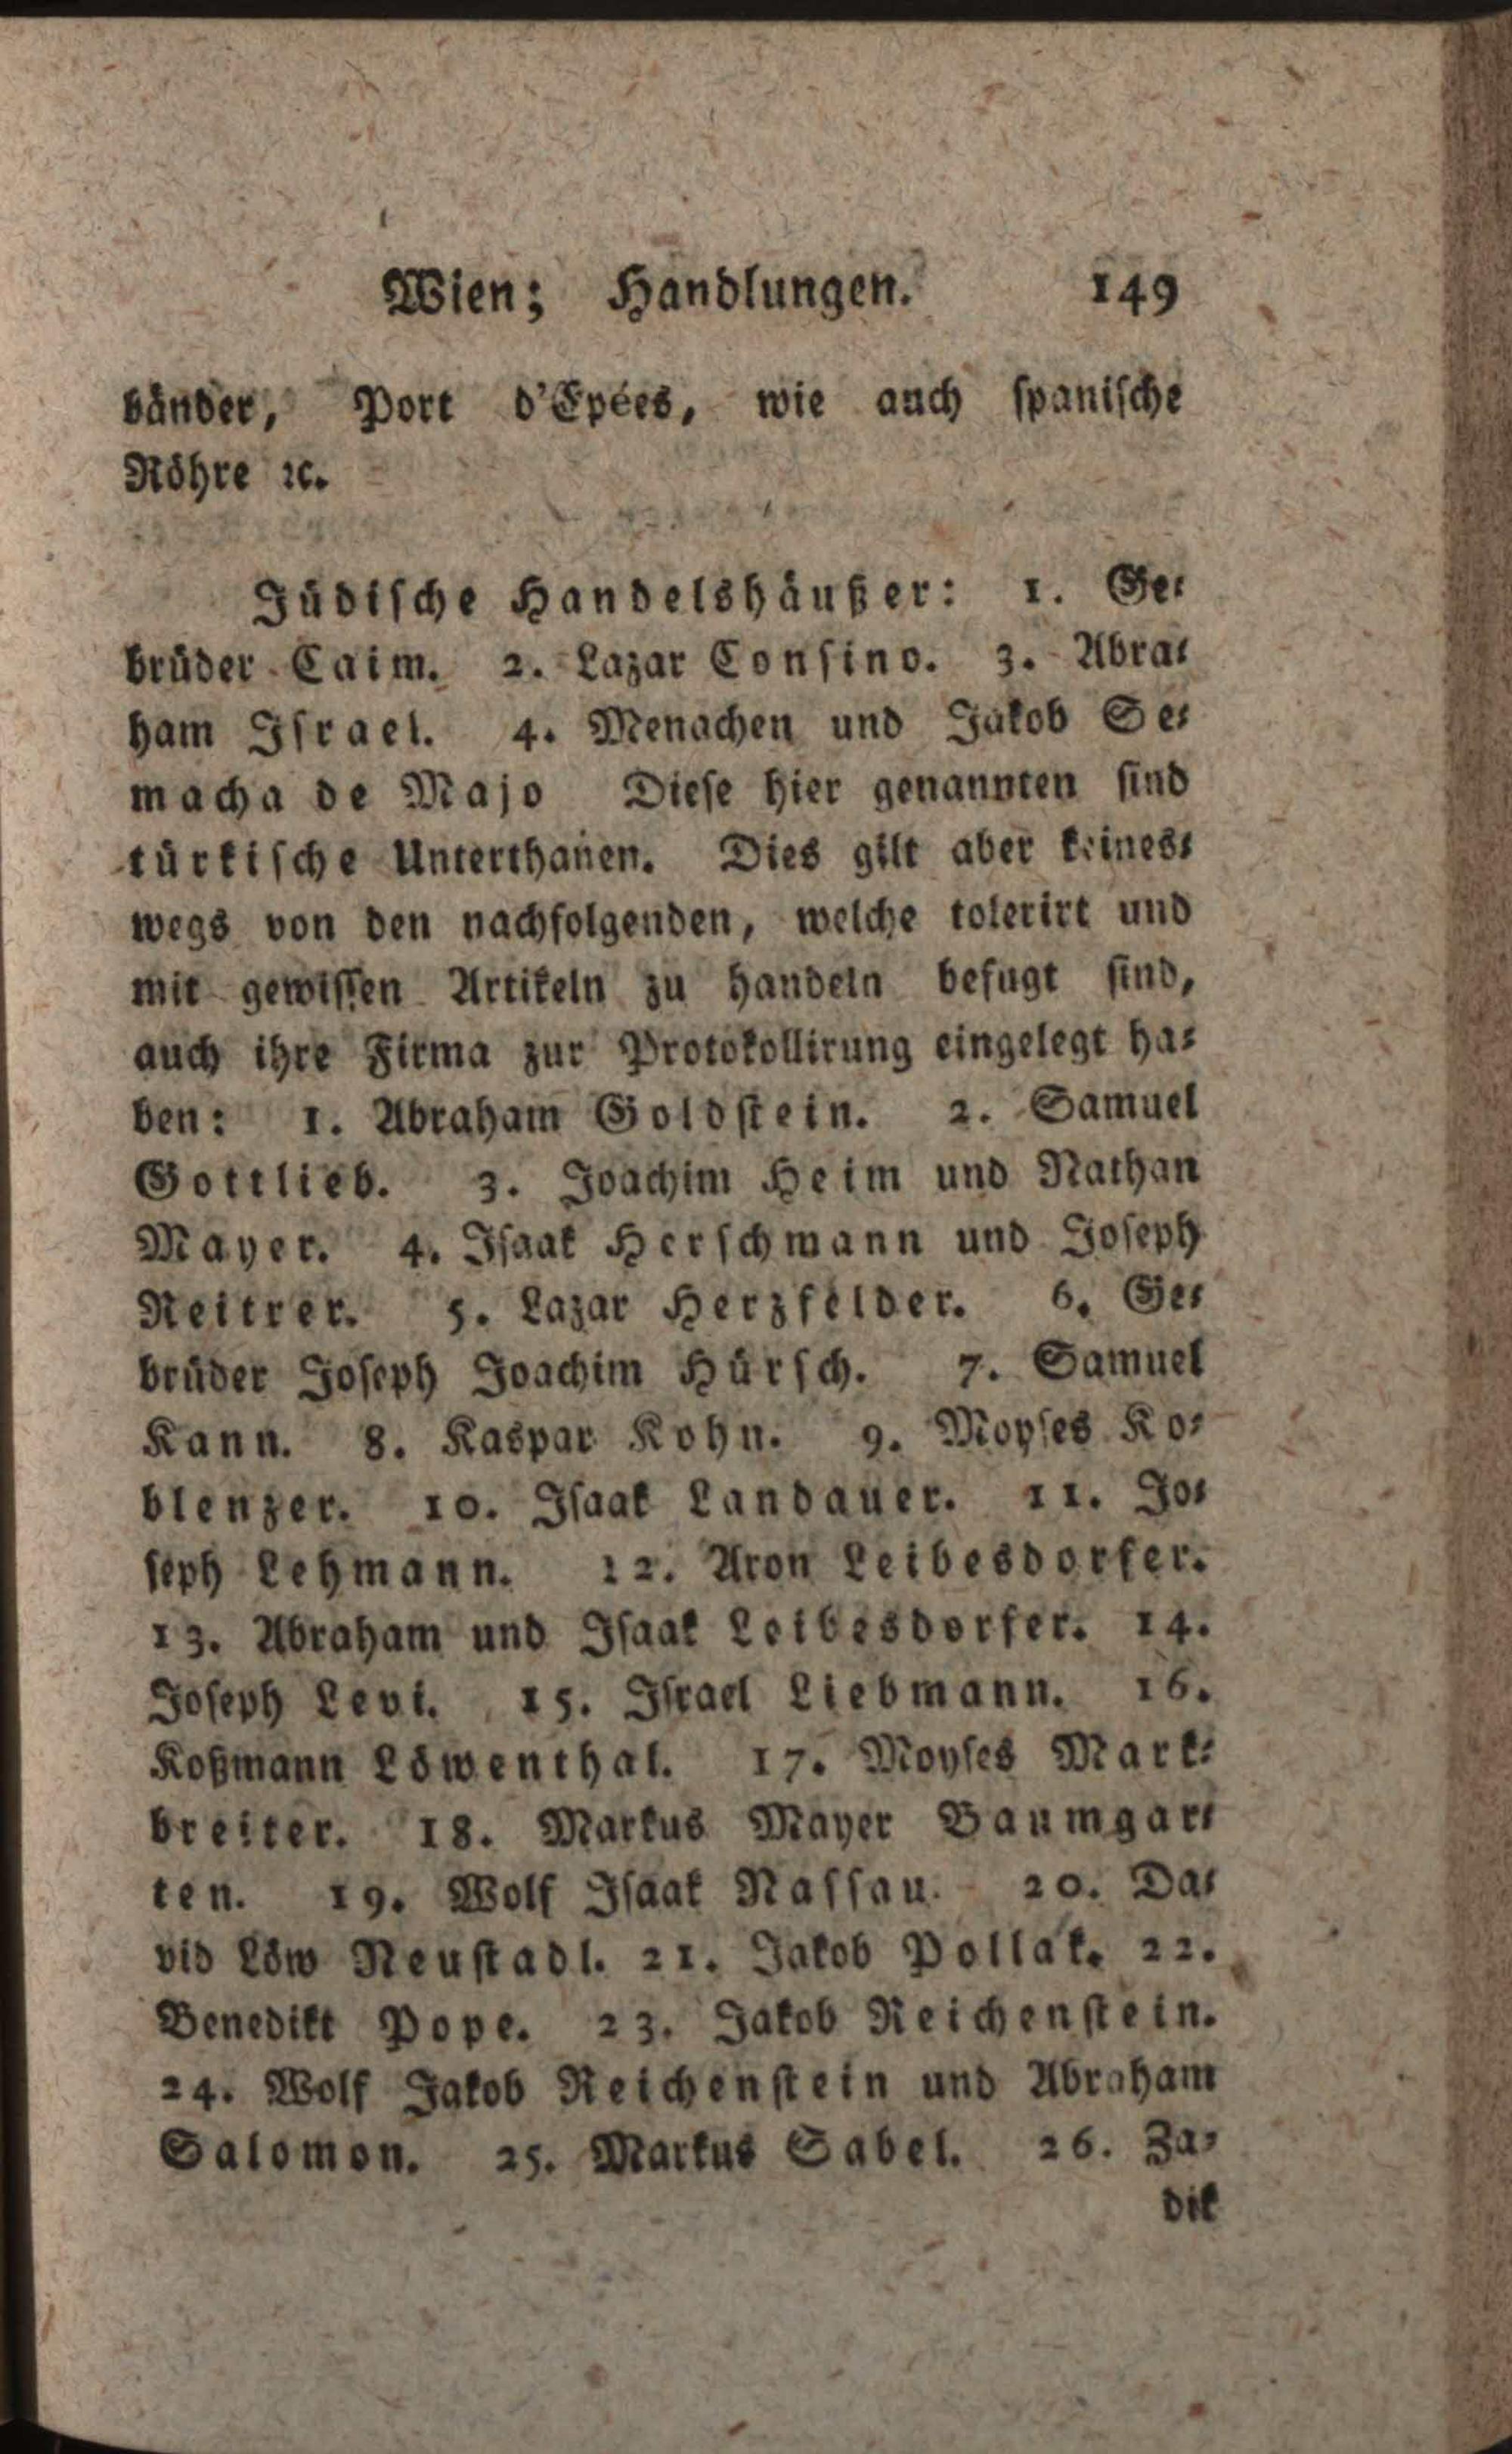 Wien; Handlungen. 149
bänder, Port d'Epées, wie auch spanische
Röhre ꝛc.
Jüdische Handelshäußer: 1. Ge⸗
brüder Caim. 2. Lazar Consino. 3. Abra⸗
ham Israel. 4. Menachen und Jakob Se⸗
macha de Majo Diese hier genannten sind
türkische Unterthanen. Dies gilt aber keines⸗
wegs von den nachfolgenden, welche tolerirt und
mit gewissen Artikeln zu handeln befugt sind,
auch ihre Firma zur Protokollirung eingelegt ha⸗
ben: 1. Abraham Goldstein. 2. Samuel
Gottlieb. 3. Joachim Heim und Nathan
Mayer. 4. Isaak Herschmann und Joseph
Reitrer. 5. Lazar Herzfelder. 6. Ge⸗
brüder Joseph Joachim Hürsch. 7. Samuel
Kann. 8. Kaspar Kohn. 9. Moyses Ko⸗
blenzer. 10. Isaak Landauer. 11. Jo⸗
seph Lehmann. 12. Aron Leibesdorfer.
13. Abraham und Isaak Leibesdorfer. 14.
Joseph Levi. 15. Israel Liebmann. 16.
Koßmann Löwenthal. 17. Moyses Mark⸗
breiter. 18. Markus Mayer Baumgar⸗
ten. 19. Wolf Isaak Nassau. 20. Da⸗
vid Löw Neustadl. 21. Jakob Pollak. 22.
Benedikt Pope. 23. Jakob Reichenstein.
24. Wolf Jakob Reichenstein und Abraham
Salomon. 25. Markus Sabel. 26. Za⸗
dik